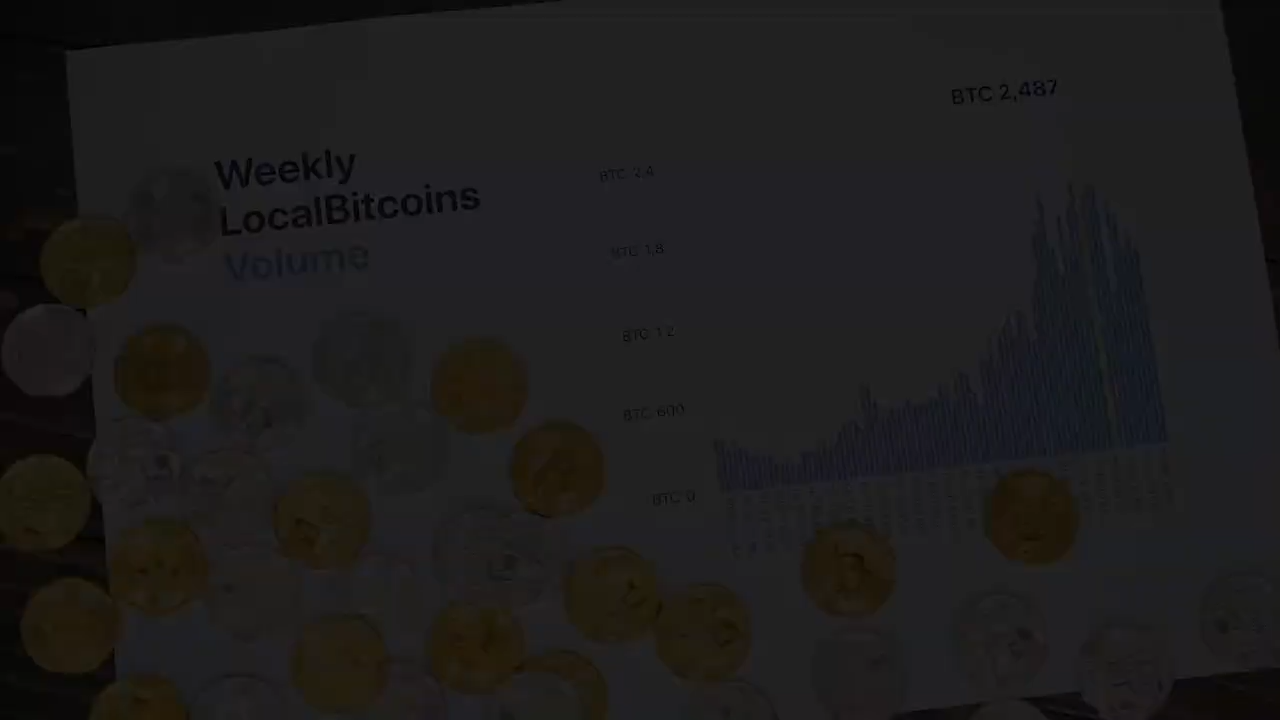 BTC 2,487
Weekly
LocalBitcoins
Volume
BTC 2,4
BTC 1,8
BTC 1,2
BTC 600
BTC 0